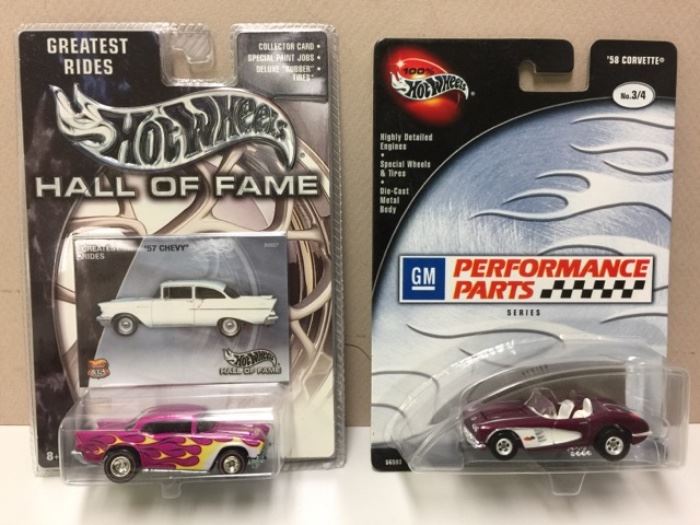 GREATEST
RIDES
COLLECTOR CARD •
SPECIAL PAINT JOBS •
DELUXE "RUBBER" •
TIRES
Hot Wheels
HALL OF FAME
GREATEST
RIDES
'57 CHEVY
Hot Wheels
HALL OF FAME
35
8+
100%
Hot Wheels
'58 CORVETTE®
No.3/4
Highly Detailed
Engines
•
Special Wheels
& Tires
•
Die-Cast
Metal
Body
GM
PERFORMANCE
PARTS
SERIES